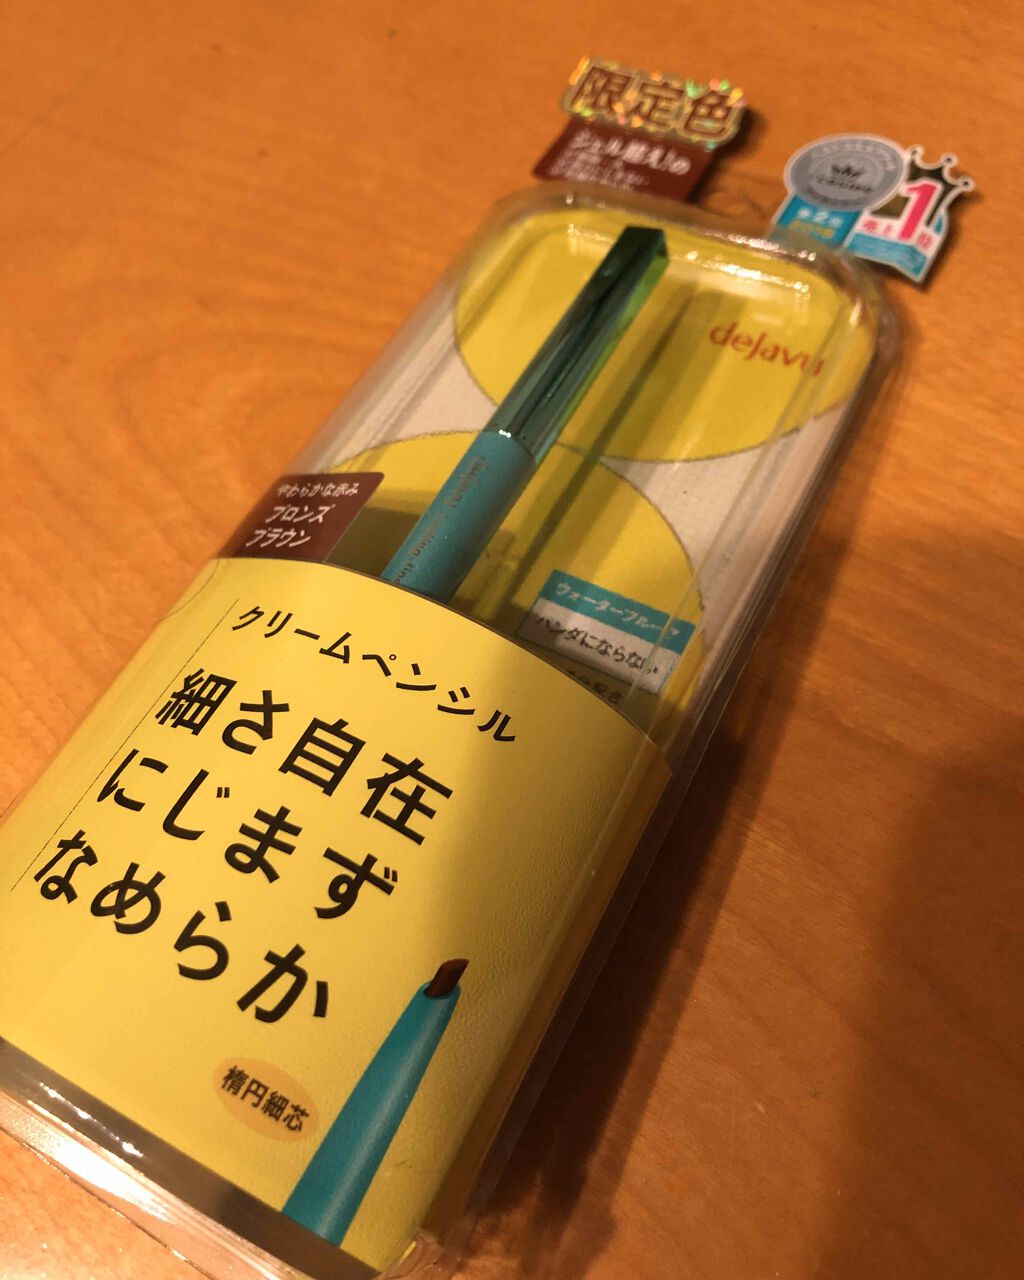 限定色
ジェル越え!の
1
dejavu
やわらかな赤み
ブロンズ
ブラウン
ウォータープルーフ
パンダにならない
クリームペンシル
細さ自在
にじまず
なめらか
楕円細芯